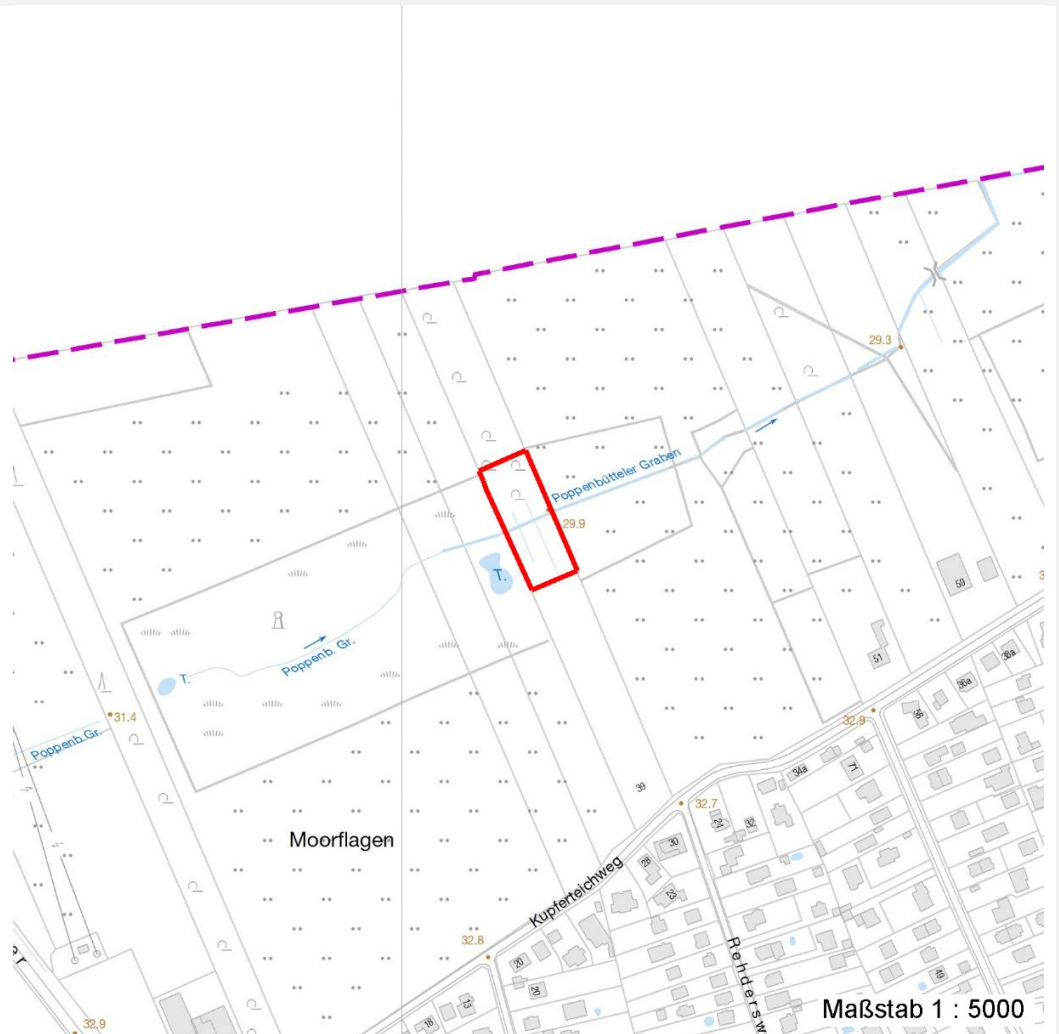 29.3
Poppenbütteler Graben
29.9
T.
59
Poppenb. Gr.
T.
51
31.4
38a
36a
Poppenb.Gr.
58
32.9
34a
71
39
32.7
24
32
Moorflagen
30
28
Kupferteichweg
23
32.8
20
20
Rehdersw
49
13
18
32.9
er
Maßstab 1 : 5000